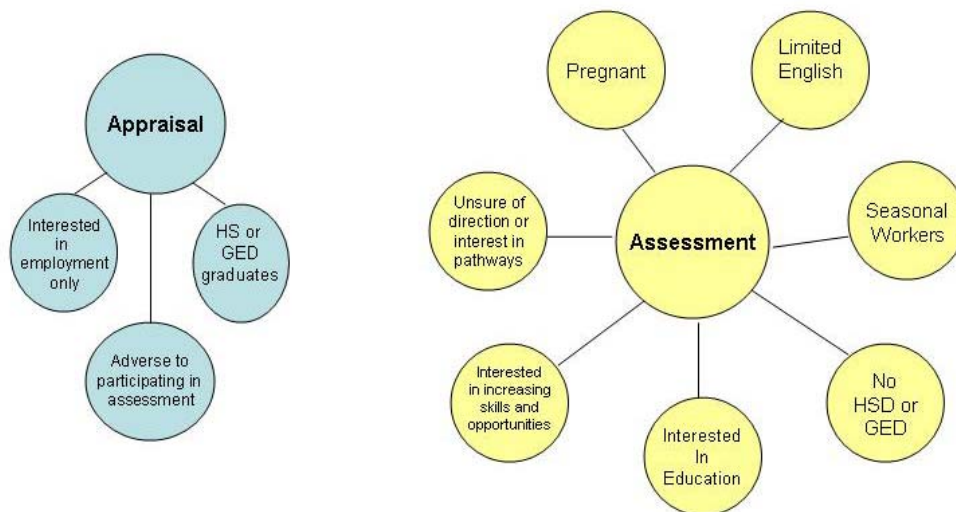 Appraisal
Interested
in
employment
only
HS or
GED
graduates
Adverse to
participating in
assessment
Pregnant
Limited
English
Unsure of
direction or
interest in
pathways
Assessment
Seasonal
Workers
Interested
in increasing
skills and
opportunities
Interested
In
Education
No
HSD or
GED